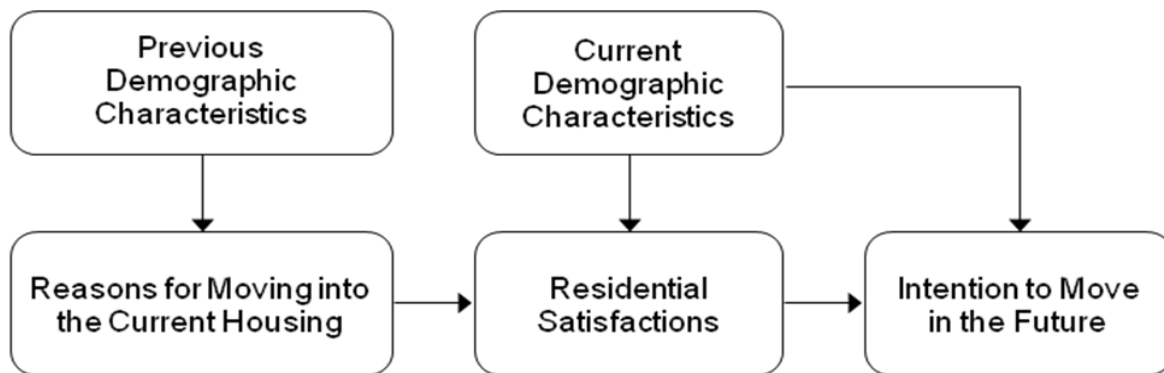 Previous
Demographic
Characteristics
Current
Demographic
Characteristics
Reasons for Moving into
the Current Housing
Residential
Satisfactions
Intention to Move
in the Future